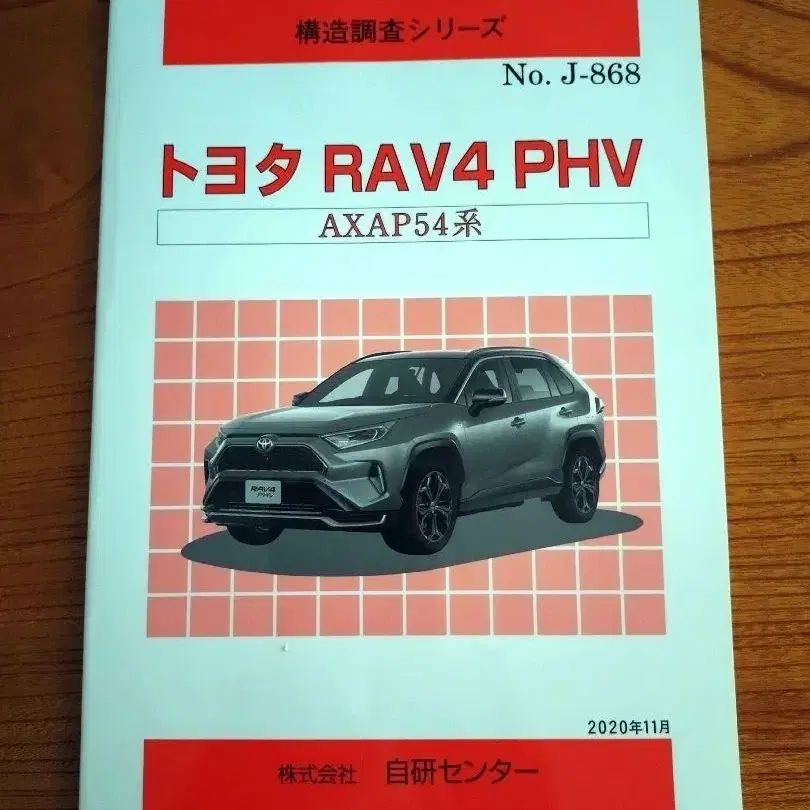 構造調査シリーズ
No. J-868
トヨタ RAV4 PHV
AXAP54系
RAV4
PHV
2020年11月
株式会社 自研センター